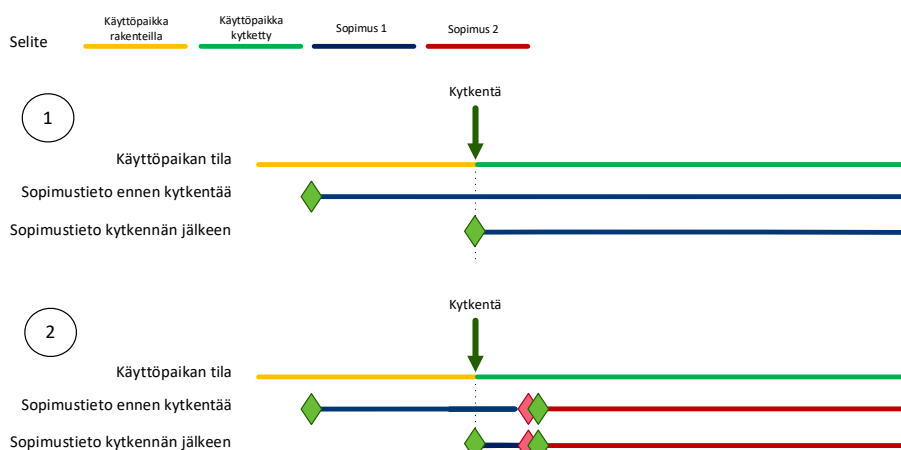 Selite
Käyttöpaikka
rakenteilla
Käyttöpaikka
kytketty
Sopimus 1
Sopimus 2
1
Kytkentä
Käyttöpaikan tila
Sopimustieto ennen kytkentää
Sopimustieto kytkennän jälkeen
2
Kytkentä
Käyttöpaikan tila
Sopimustieto ennen kytkentää
Sopimustieto kytkennän jälkeen